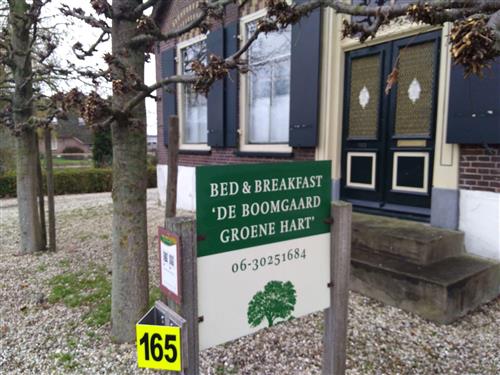 BED & BREAKFAST
'DE BOOMGAARD
GROENE HART'
06-30251684
165